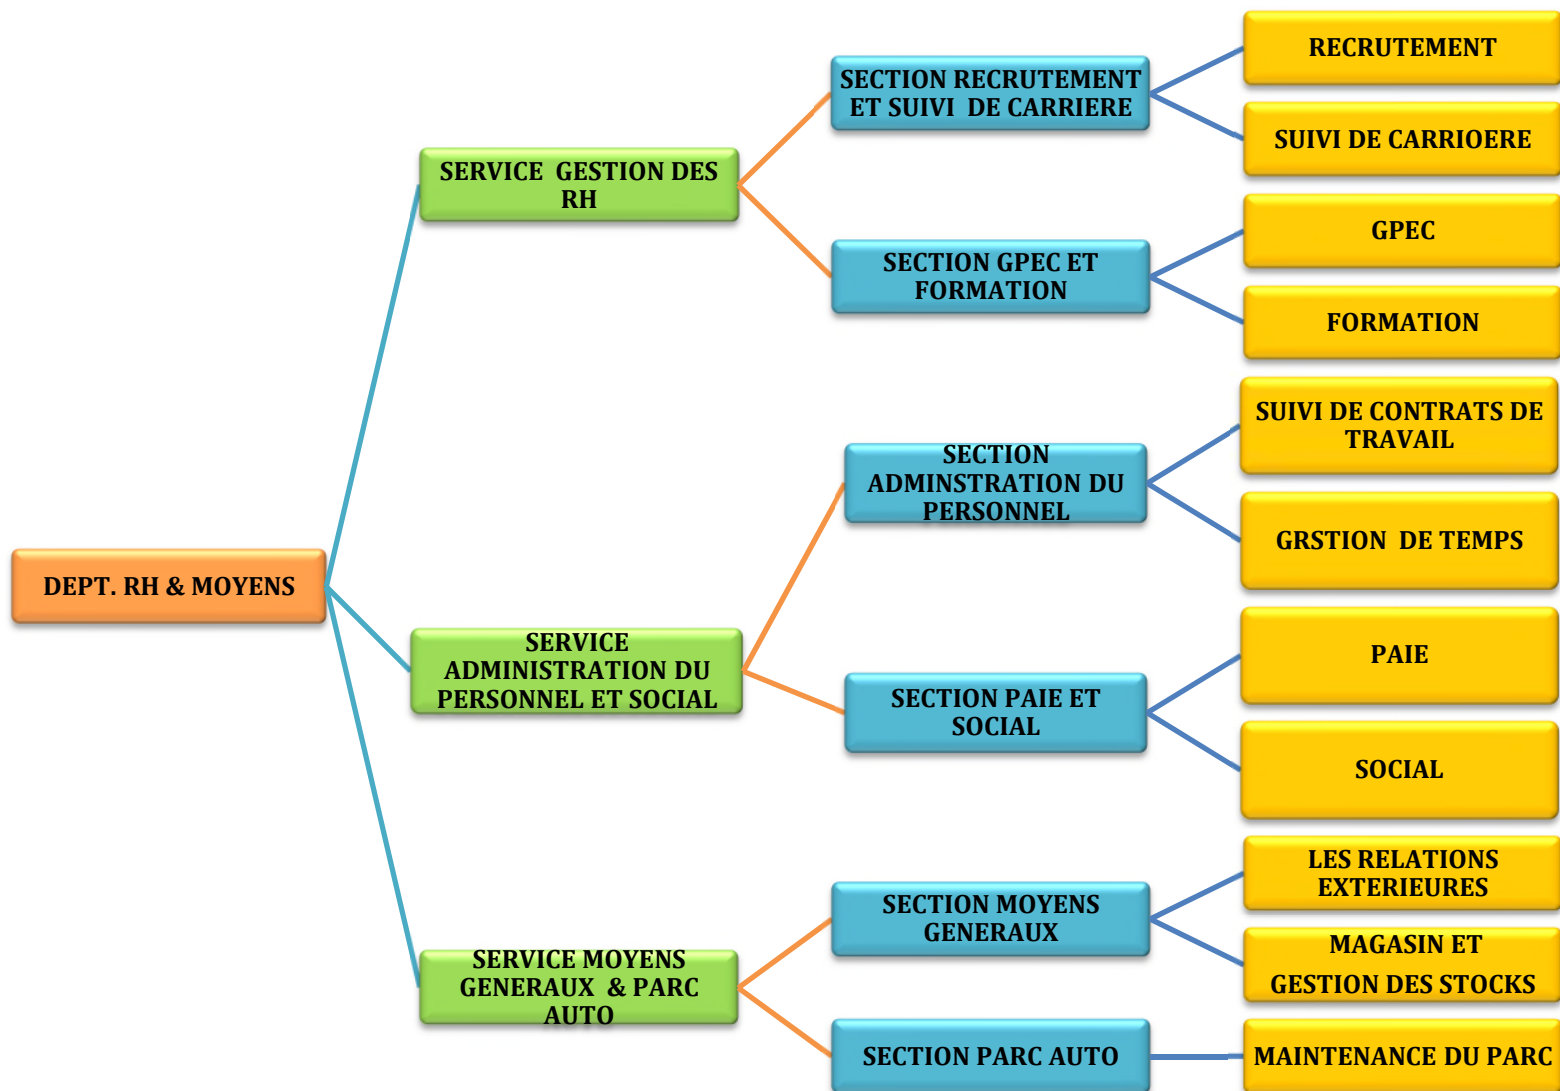 DEPT. RH & MOYENS
SERVICE  GESTION DES
RH
SECTION RECRUTEMENT
ET SUIVI  DE CARRIERE
RECRUTEMENT
SUIVI DE CARRIOERE
SECTION GPEC ET
FORMATION
GPEC
FORMATION
SERVICE
ADMINISTRATION DU
PERSONNEL ET SOCIAL
SECTION
ADMINSTRATION DU
PERSONNEL
SUIVI DE CONTRATS DE
TRAVAIL
GRSTION  DE TEMPS
SECTION PAIE ET
SOCIAL
PAIE
SOCIAL
SERVICE MOYENS
GENERAUX  & PARC
AUTO
SECTION MOYENS
GENERAUX
LES RELATIONS
EXTERIEURES
MAGASIN ET
GESTION DES STOCKS
SECTION PARC AUTO
MAINTENANCE DU PARC